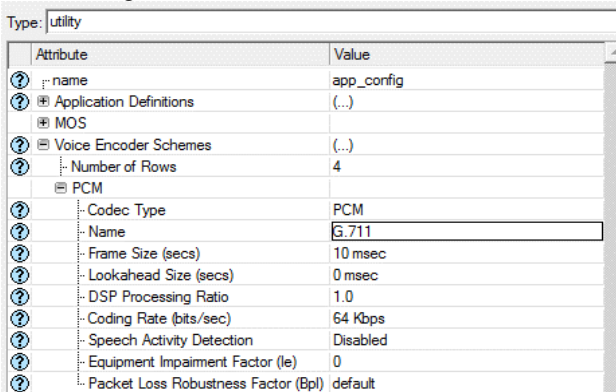 Type: utility
Attribute Value
name app_config
Application Definitions (...)
MOS
Voice Encoder Schemes (...)
Number of Rows 4
PCM
Codec Type PCM
Name G.711
Frame Size (secs) 10 msec
Lookahead Size (secs) 0 msec
DSP Processing Ratio 1.0
Coding Rate (bits/sec) 64 Kbps
Speech Activity Detection Disabled
Equipment Impairment Factor (Ie) 0
Packet Loss Robustness Factor (Bpl) default